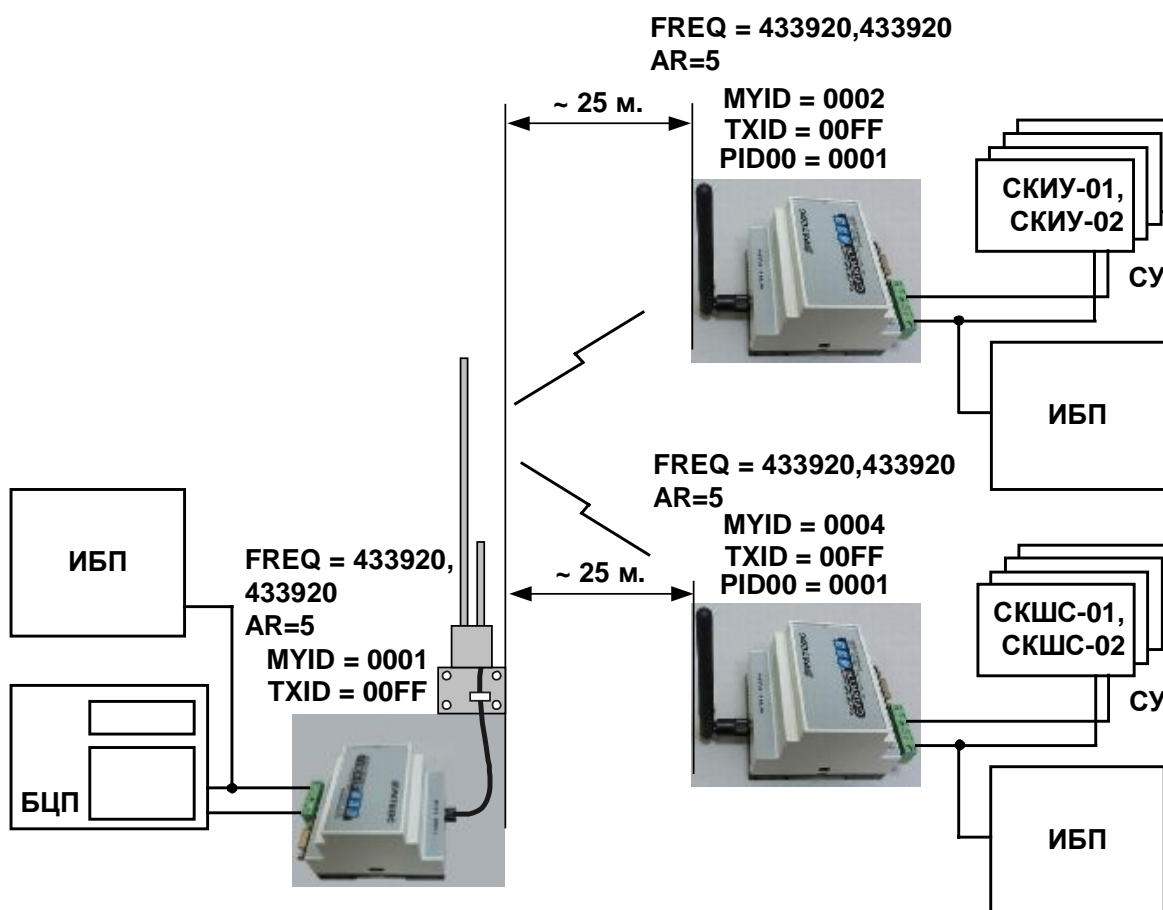 FREQ = 433920,433920
AR=5
~ 25 м.
MYID = 0002
TXID = 00FF
PID00 = 0001
СКИУ-01,
СКИУ-02
СУ
ИБП
FREQ = 433920,433920
AR=5
MYID = 0004
TXID = 00FF
PID00 = 0001
~ 25 м.
СКШС-01,
СКШС-02
СУ
ИБП
ИБП
FREQ = 433920,
433920
AR=5
MYID = 0001
TXID = 00FF
БЦП